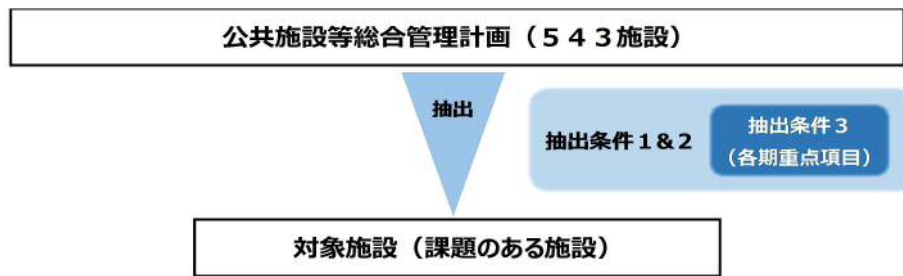 公共施設等総合管理計画（５４３施設）
抽出
抽出条件１＆２
抽出条件３
（各期重点項目）
対象施設（課題のある施設）